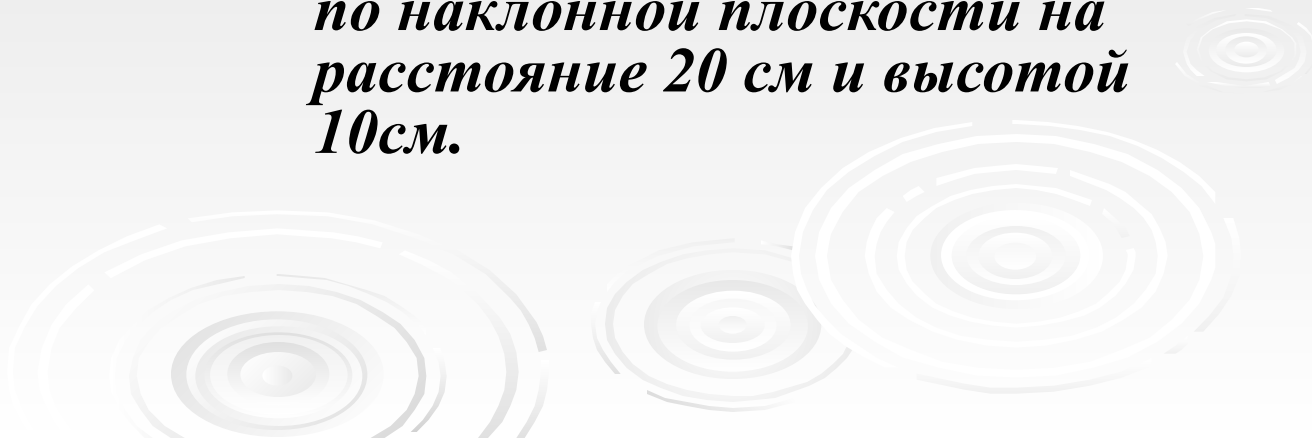 по наклонной плоскости на
расстояние 20 см и высотой
10см.